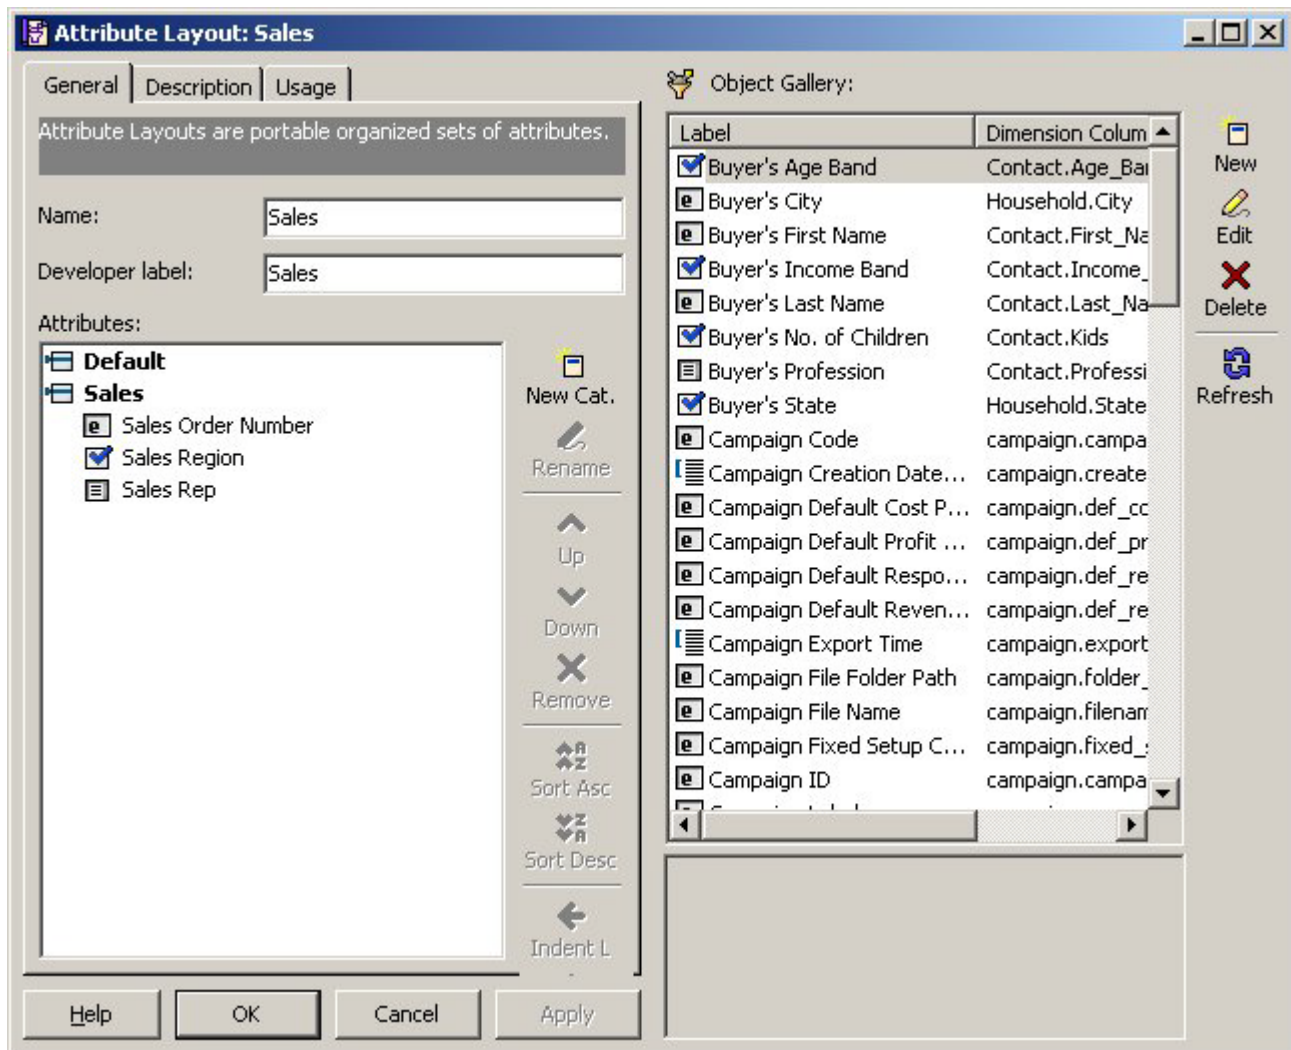 Attribute Layout: Sales
General
Description
Usage
Attribute Layouts are portable organized sets of attributes.
Name:
Sales
Developer label:
Sales
Attributes:
Default
Sales
Sales Order Number
Sales Region
Sales Rep
New Cat.
Rename
Up
Down
Remove
Sort Asc
Sort Desc
Indent L
Help
OK
Cancel
Apply
Object Gallery:
Label Dimension Colum
Buyer's Age Band Contact.Age_Bar
Buyer's City Household.City
Buyer's First Name Contact.First_Na
Buyer's Income Band Contact.Income_
Buyer's Last Name Contact.Last_Na
Buyer's No. of Children Contact.Kids
Buyer's Profession Contact.Professi
Buyer's State Household.State
Campaign Code campaign.campa
Campaign Creation Date... campaign.create
Campaign Default Cost P... campaign.def_cc
Campaign Default Profit ... campaign.def_pr
Campaign Default Respo... campaign.def_re
Campaign Default Reven... campaign.def_re
Campaign Export Time campaign.export
Campaign File Folder Path campaign.folder_
Campaign File Name campaign.filenam
Campaign Fixed Setup C... campaign.fixed_s
Campaign ID campaign.campa
New
Edit
Delete
Refresh